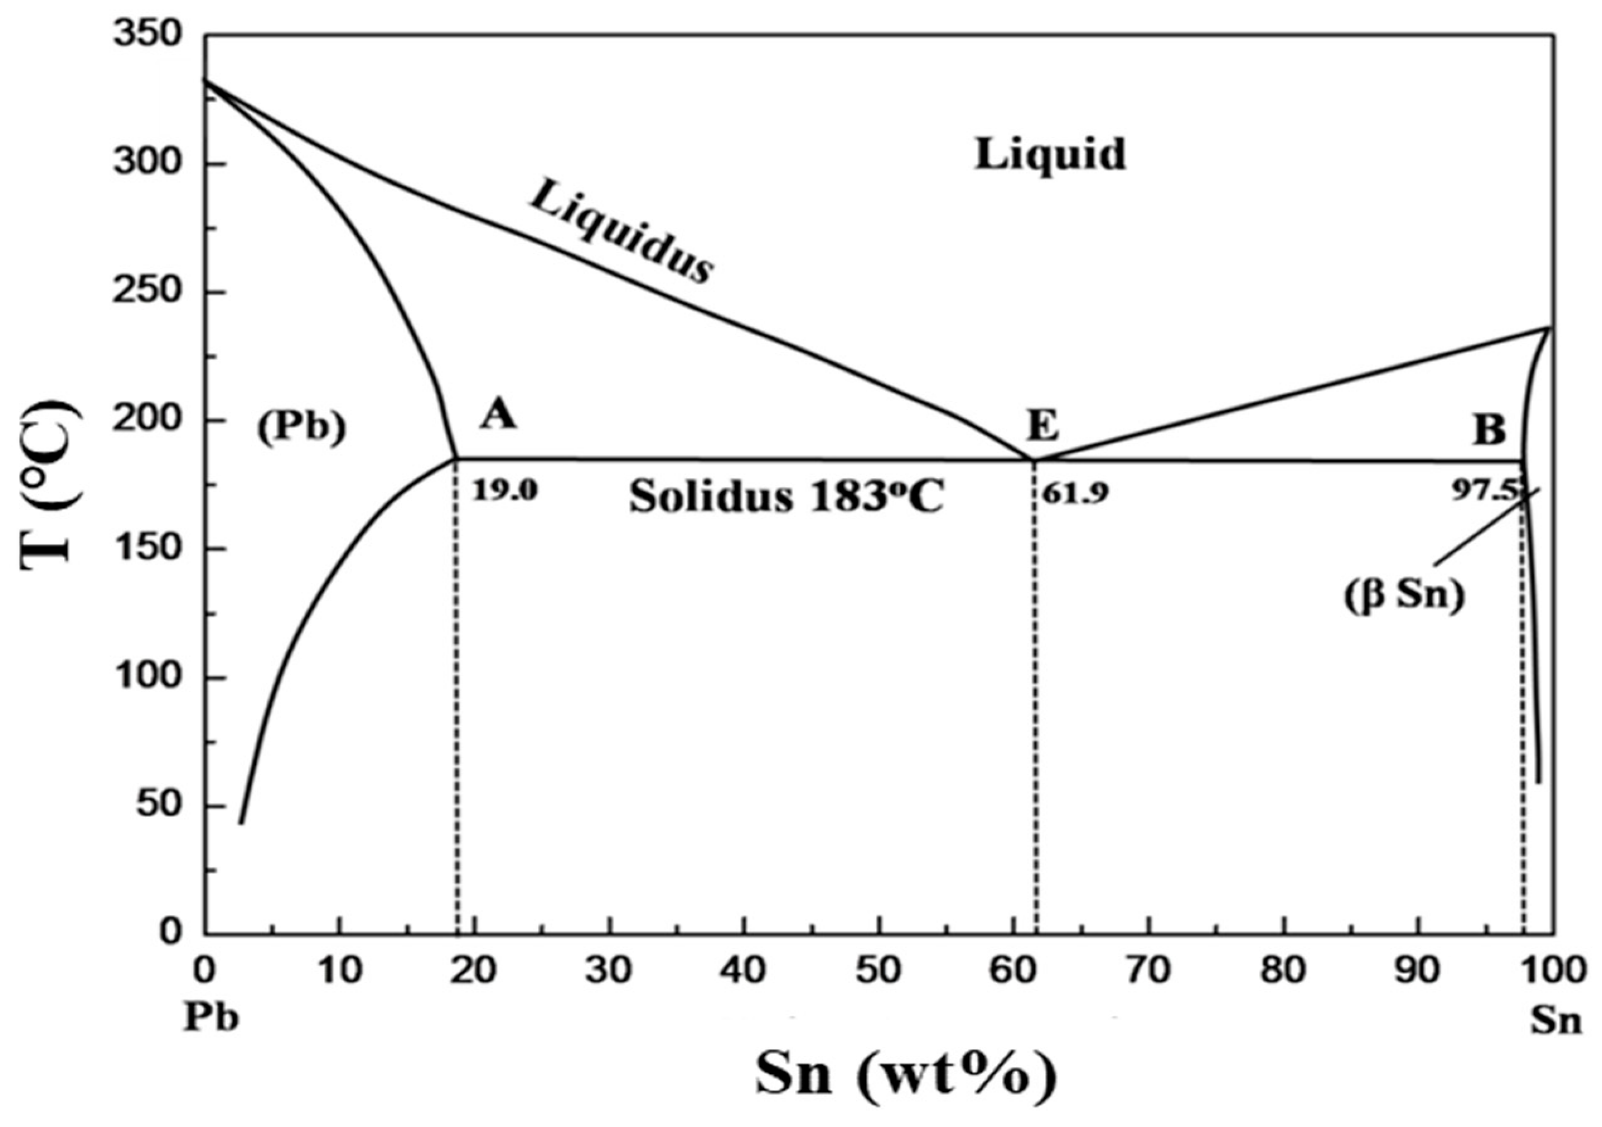 350
300
250
200
150
100
50
0
T (°C)
Liquid
Liquidus
(Pb)
A
E
B
19.0
Solidus 183°C
61.9
97.5
(β Sn)
0 10 20 30 40 50 60 70 80 90 100
Pb
Sn
Sn (wt%)